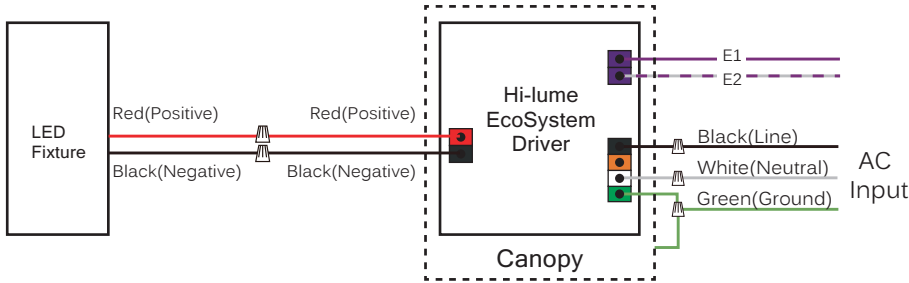 E1
E2
Red(Positive)
Red(Positive)
LED
Fixture
Hi-lume
EcoSystem
Driver
Black(Line)
Black(Negative)
Black(Negative)
White(Neutral)
Green(Ground)
AC
Input
Canopy